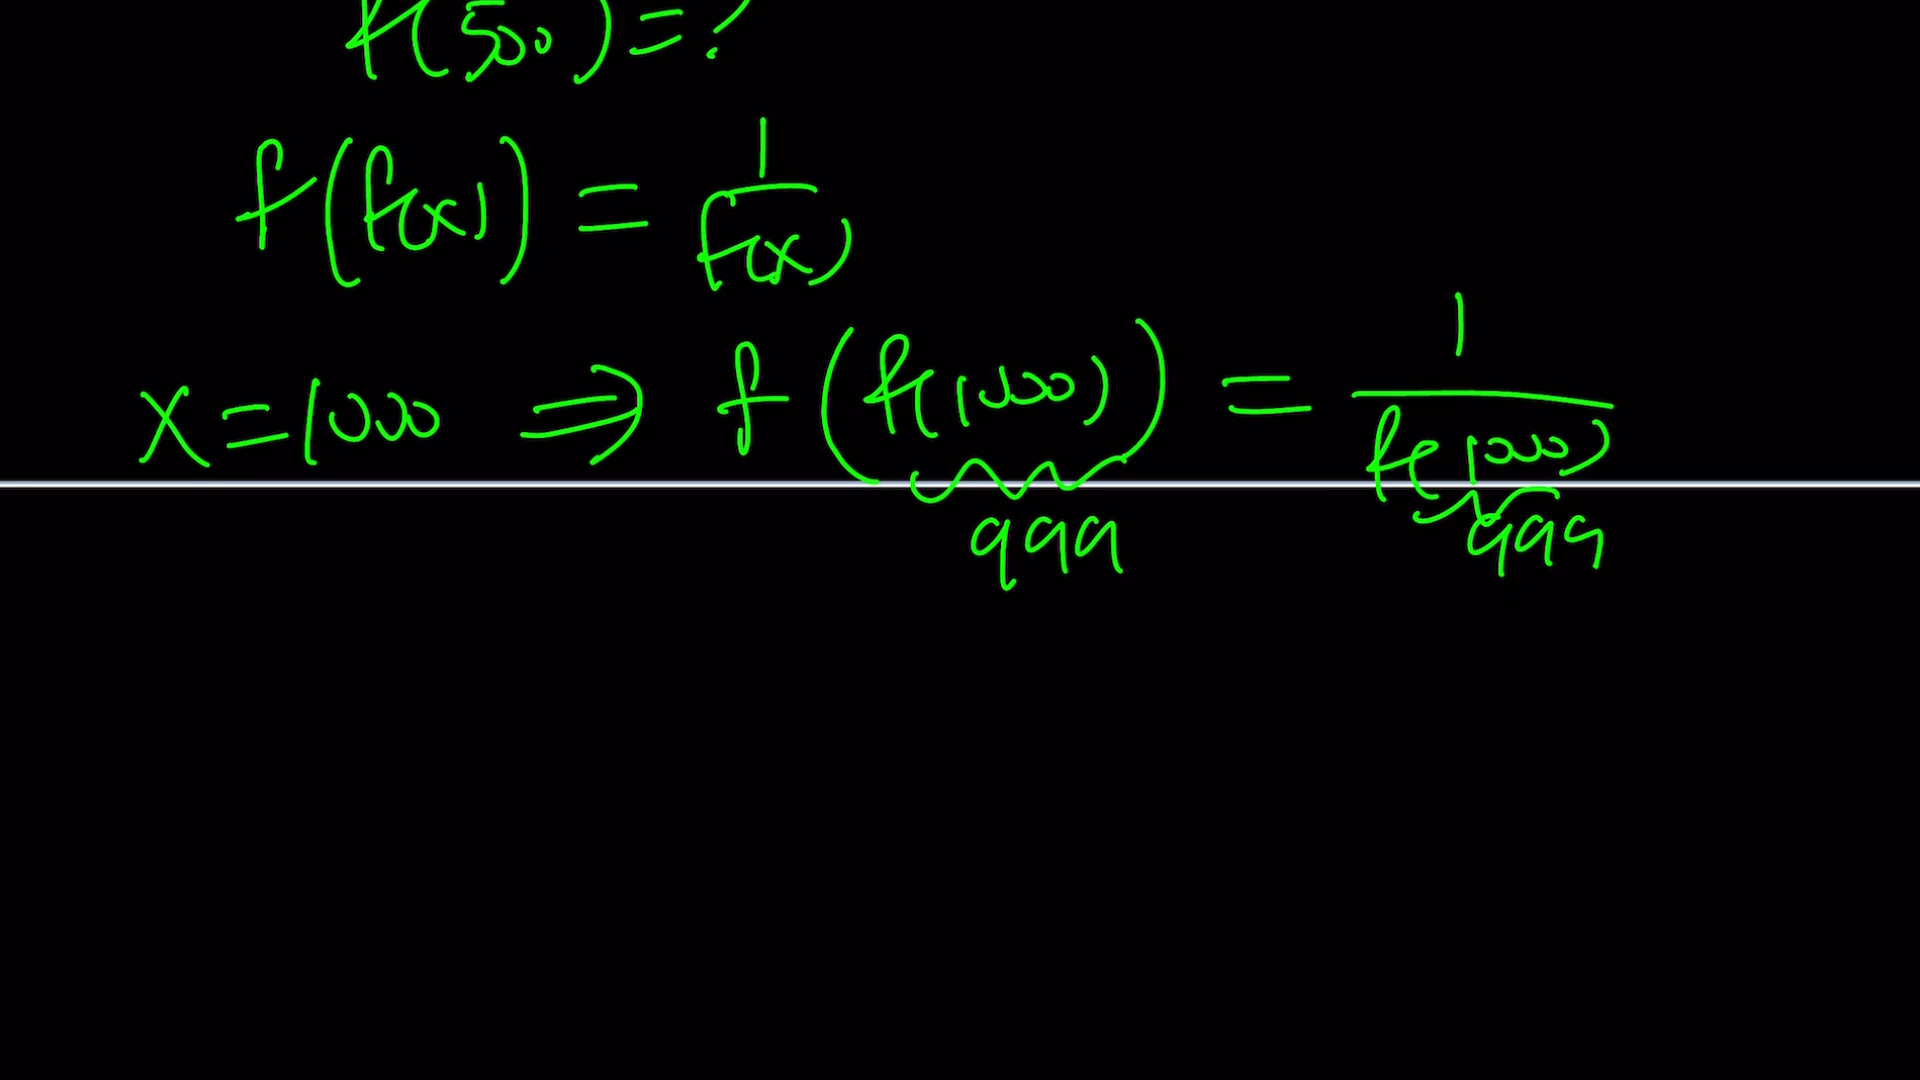 f(500)=?
f(f(x)) = 1/f(x)
x=1000 ⇒ f(f(1000)) = 1/f(1000)
999 999